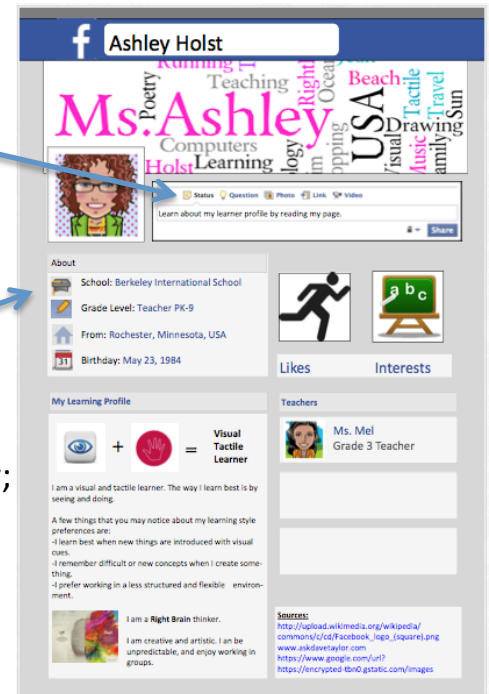 f Ashley Holst
Running
Poetry
Teaching
Right
Ocean
Beach
Tactile
Travel
Sun
Ms.Ashley
USA
Drawing
Computers
Holst Learning
Visual
Music
Status Question Photo Link Video
Learn about my learner profile by reading my page.
Share
About
School: Berkeley International School
Grade Level: Teacher PK-9
From: Rochester, Minnesota, USA
31 Birthday: May 23, 1984
a b c
Likes Interests
My Learning Profile
+ = Visual
Tactile
Learner
;
I am a visual and tactile learner. The way I learn best is by
seeing and doing.
A few things that you may notice about my learning style
preferences are:
-I learn best when new things are introduced with visual
cues.
-I remember difficult or new concepts when I create some-
thing.
-I prefer working in a less structured and flexible environ-
ment.
I am a Right Brain thinker.
I am creative and artistic. I an be
unpredictable, and enjoy working in
groups.
Teachers
Ms. Mel
Grade 3 Teacher
Sources:
http://upload.wikimedia.org/wikipedia/
commons/c/cd/Facebook_logo_(square).png
www.askdavetaylor.com
https://www.google.com/url?
https://encrypted-tbn0.gstatic.com/images